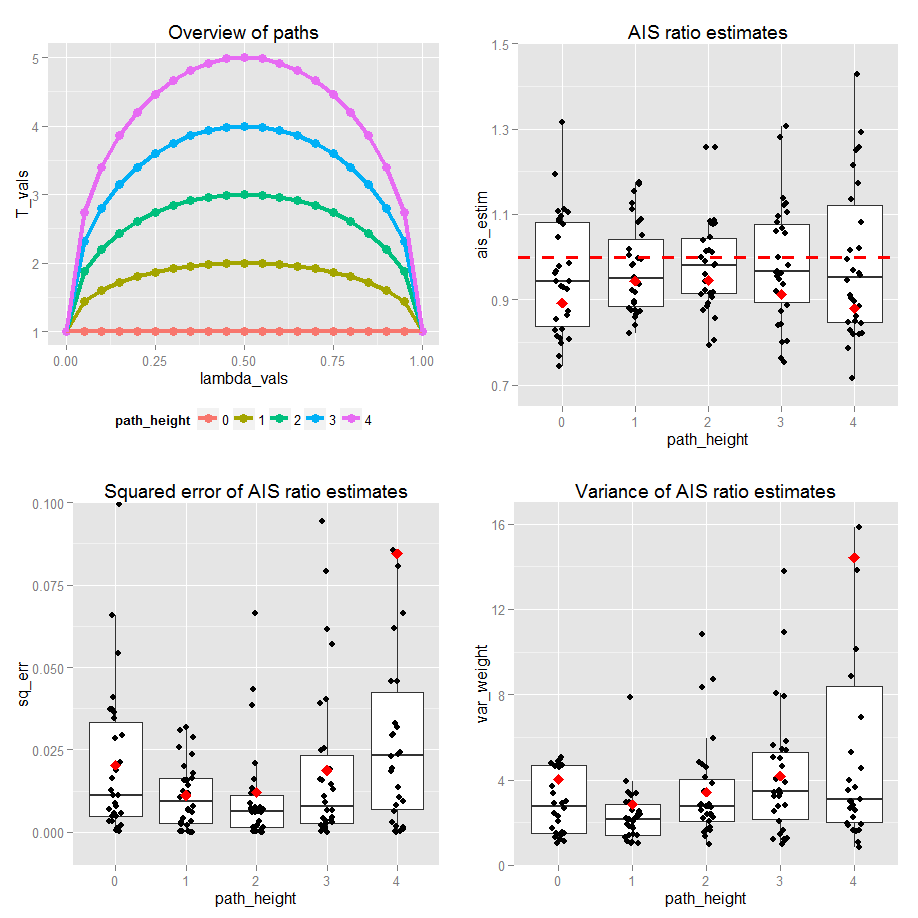 Overview of paths
5
4
3
2
1
T_vals
0.00 0.25 0.50 0.75 1.00
lambda_vals
path_height 0 1 2 3 4
AIS ratio estimates
1.5
1.3
1.1
0.9
0.7
ais_estim
0 1 2 3 4
path_height
Squared error of AIS ratio estimates
0.100
0.075
0.050
0.025
0.000
sq_err
0 1 2 3 4
path_height
Variance of AIS ratio estimates
16
12
8
4
0
var_weight
0 1 2 3 4
path_height